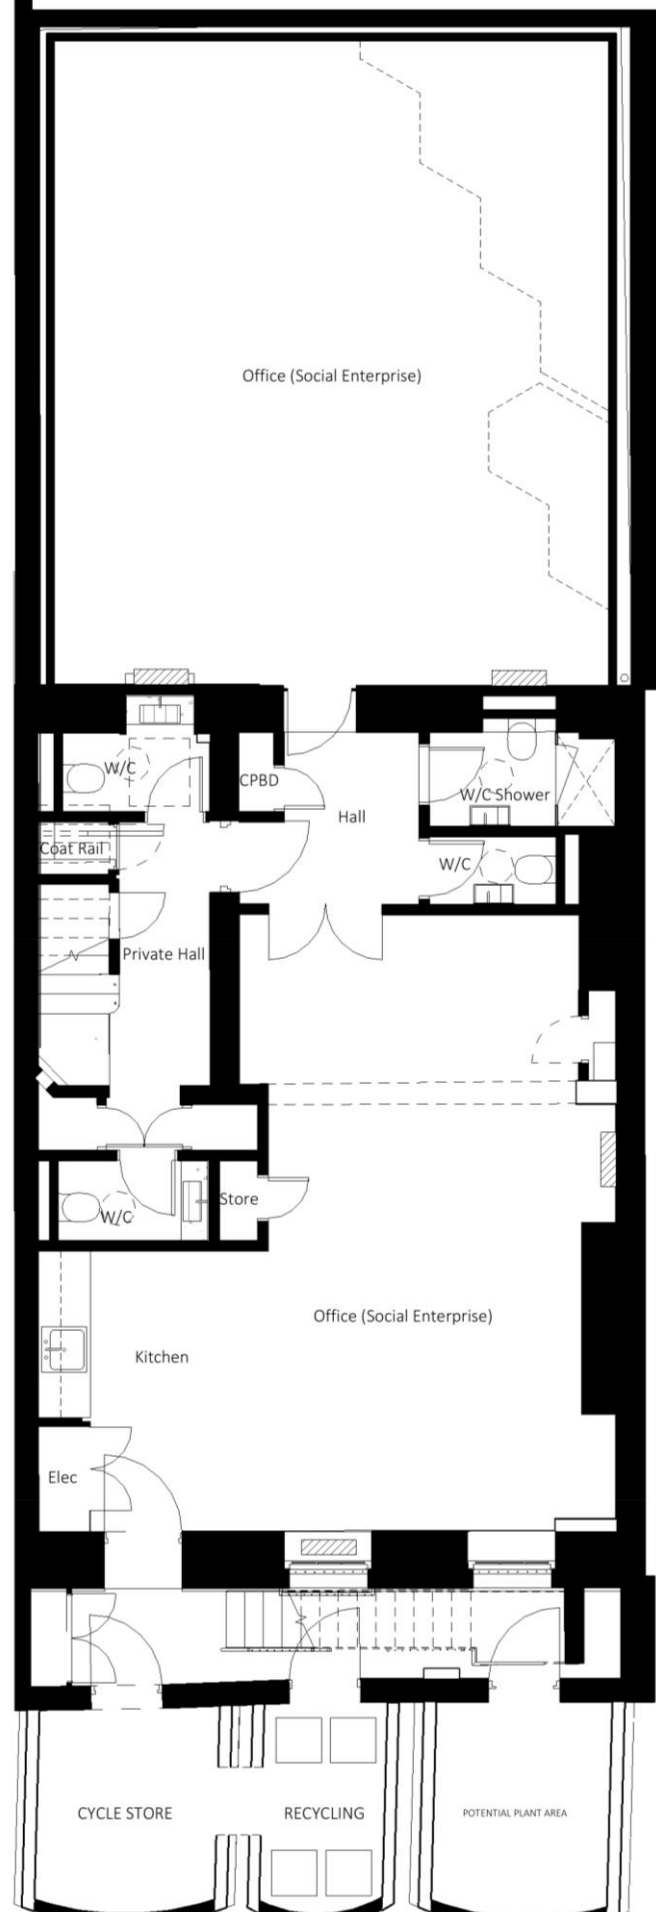 Office (Social Enterprise)
W/C
CPBD
W/C Shower
Hall
Coat Rail
W/C
Private Hall
Store
W/C
Office (Social Enterprise)
Kitchen
Elec
CYCLE STORE
RECYCLING
POTENTIAL PLANT AREA